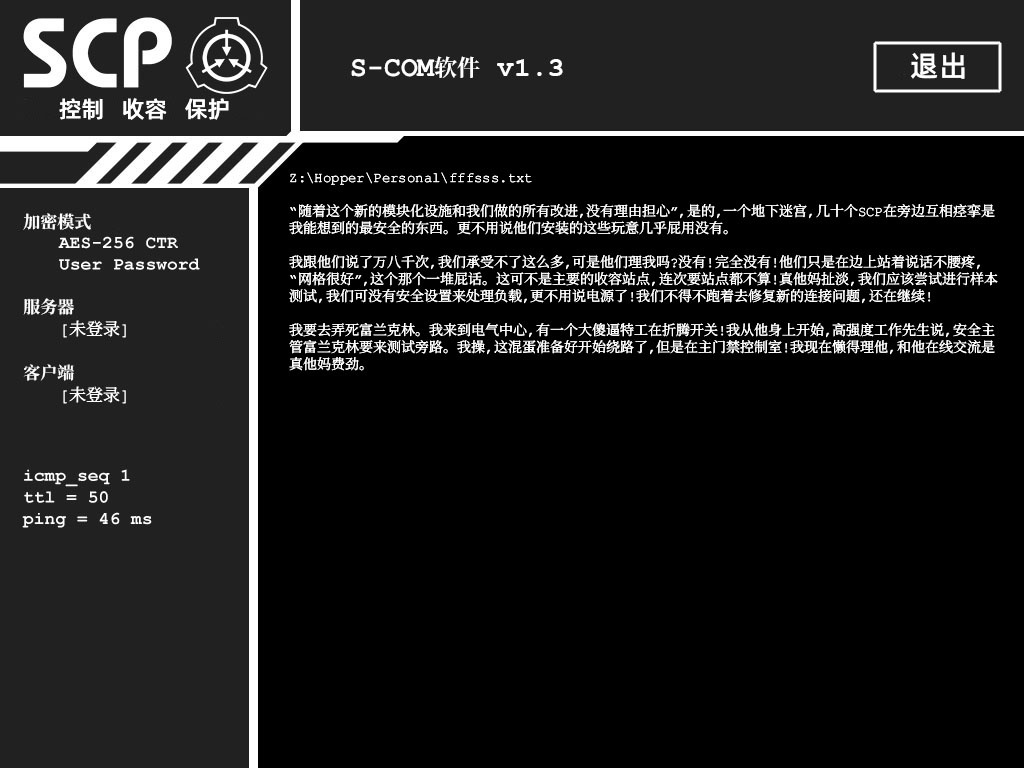 SCP
控制 收容 保护
S-COM软件 v1.3
退出
加密模式
AES-256 CTR
User Password
服务器
[未登录]
客户端
[未登录]
icmp_seq 1
ttl = 50
ping = 46 ms
Z:\Hopper\Personal\fffsss.txt
“随着这个新的模块化设施和我们做的所有改进,没有理由担心”,是的,一个地下迷宫,几十个SCP在旁边互相痉挛是
我能想到的最安全的东西。更不用说他们安装的这些玩意几乎屁用没有。
我跟他们说了万八千次,我们承受不了这么多,可是他们理我吗?没有!完全没有!他们只是在边上站着说话不腰疼,
“网格很好”,这个那个一堆屁话。这可不是主要的收容站点,连次要站点都不算!真他妈扯淡,我们应该尝试进行样本
测试,我们可没有安全设置来处理负载,更不用说电源了!我们不得不跑着去修复新的连接问题,还在继续!
我要去弄死富兰克林。我来到电气中心,有一个大傻逼特工在折腾开关!我从他身上开始,高强度工作先生说,安全主
管富兰克林要来测试旁路。我操,这混蛋准备好开始绕路了,但是在主门禁控制室!我现在懒得理他,和他在线交流是
真他妈费劲。